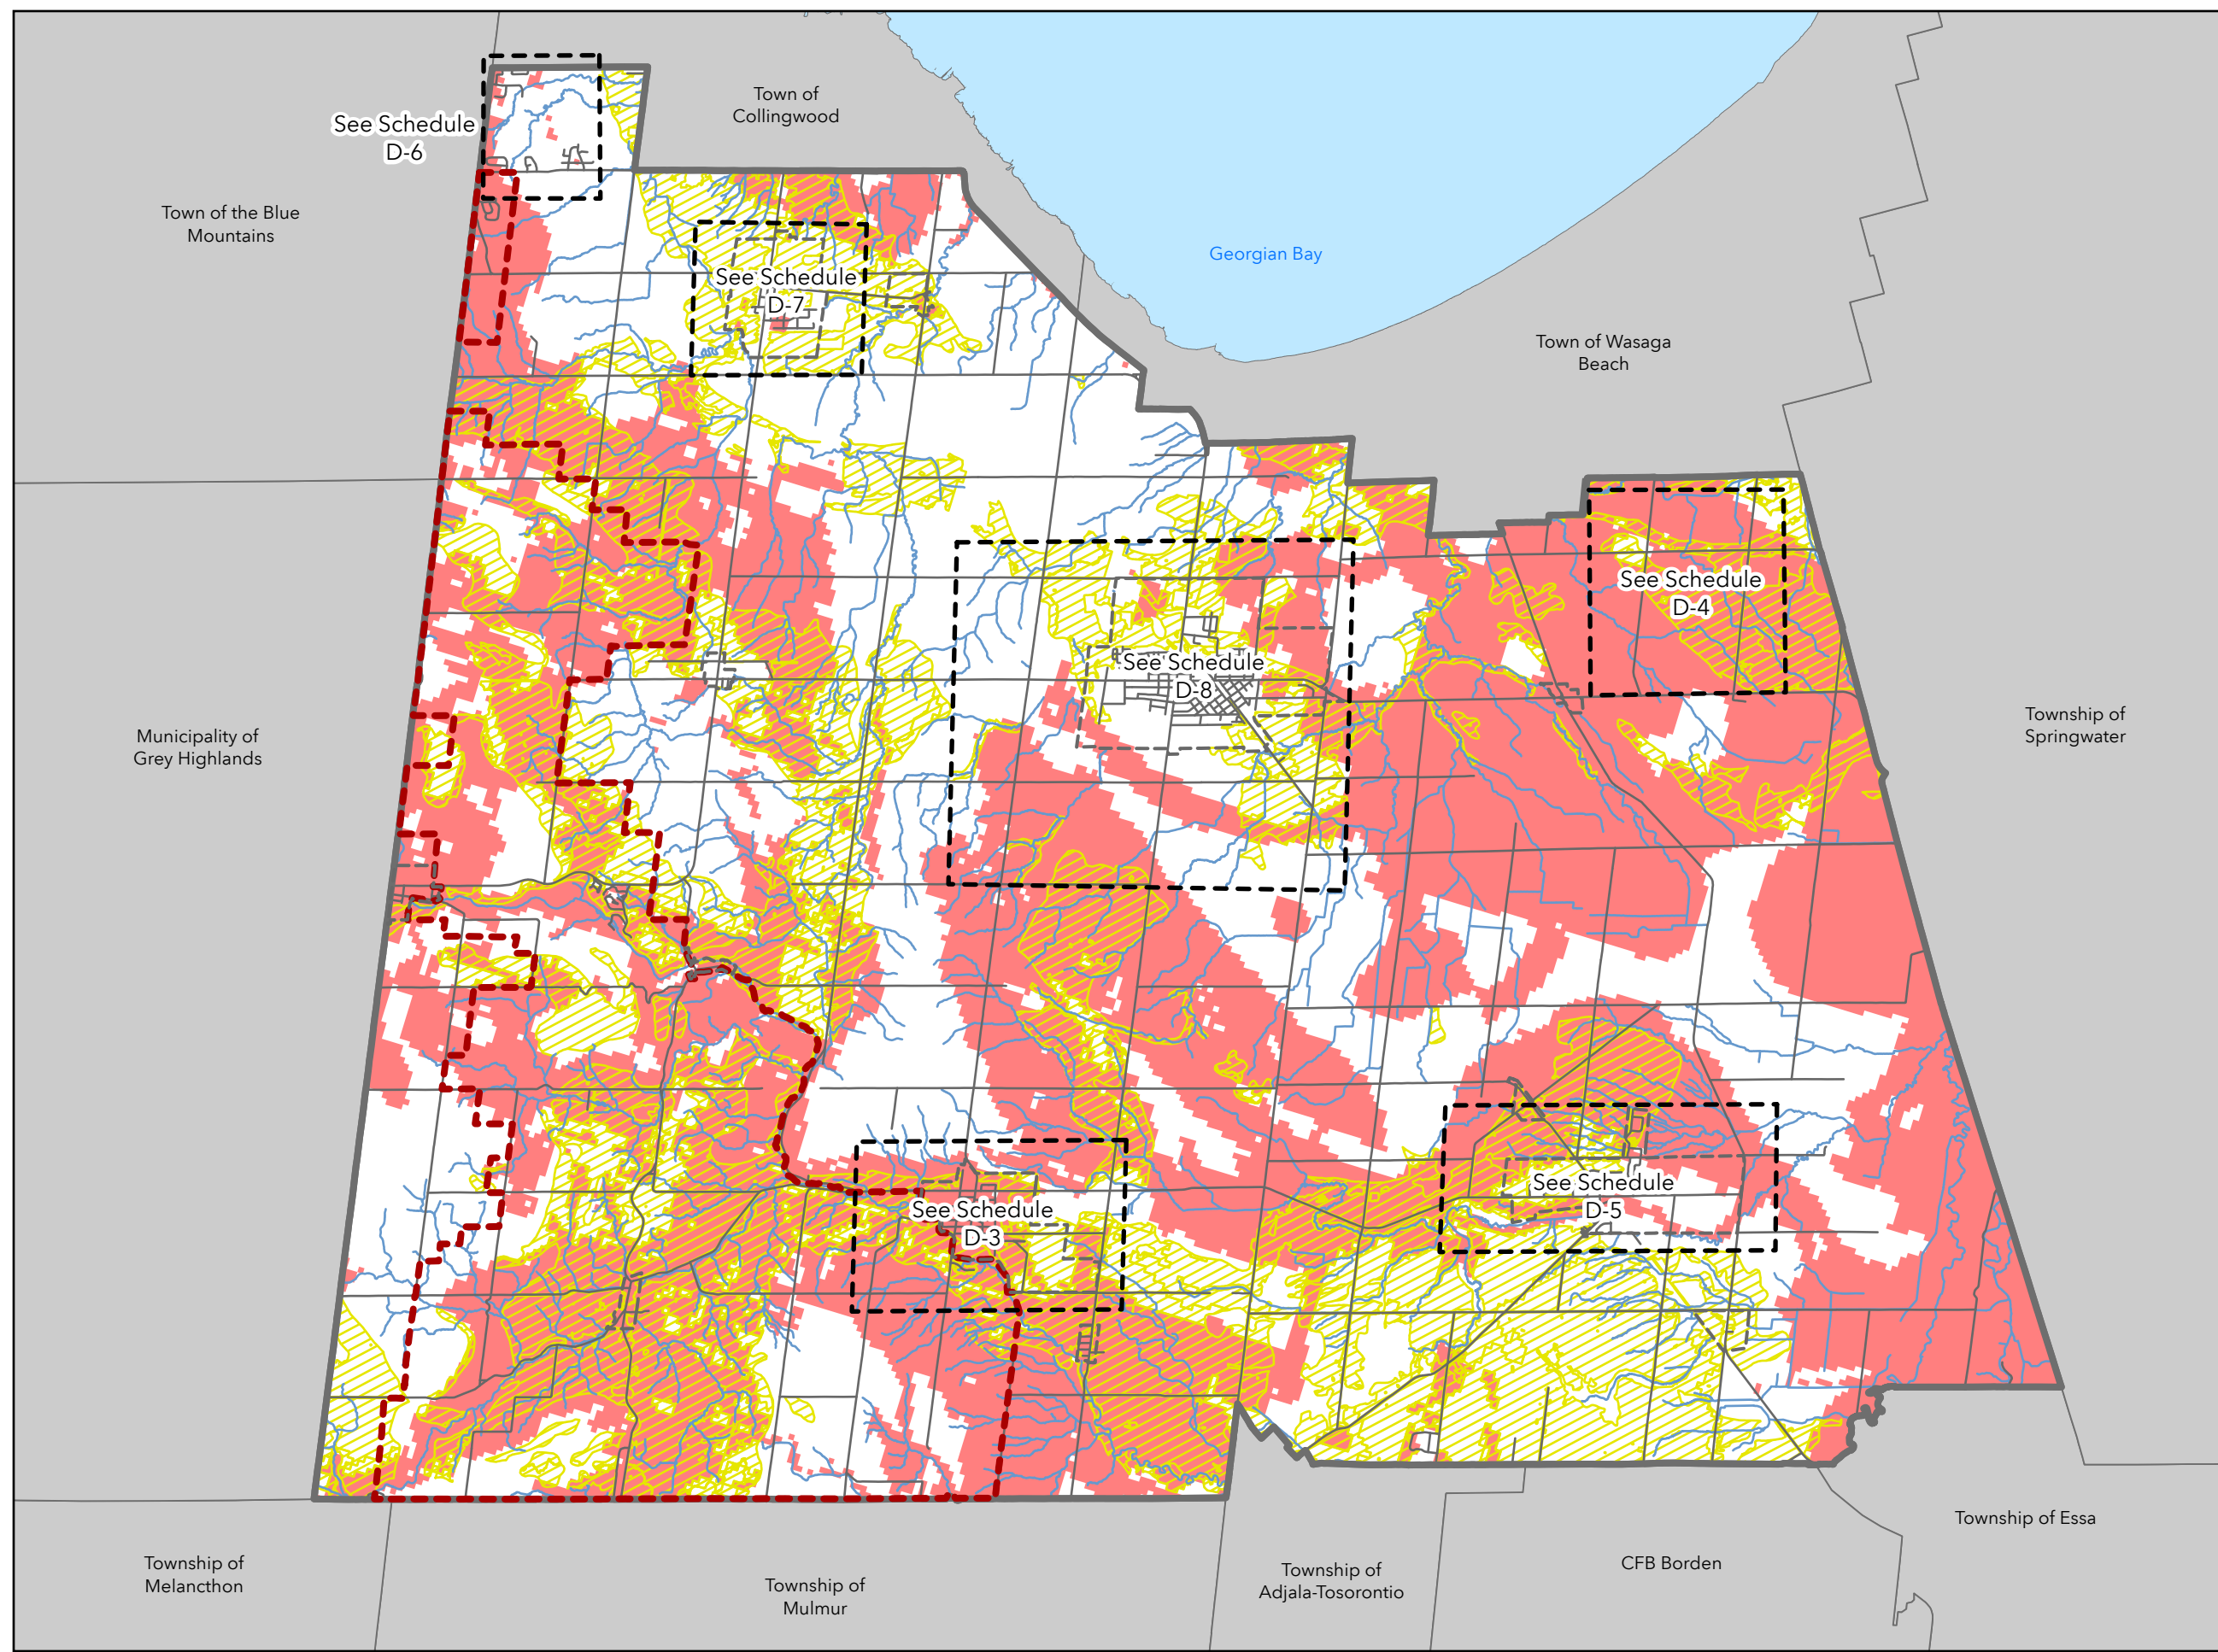 Town of
Collingwood
See Schedule
D-6
Town of the Blue
Mountains
Georgian Bay
See Schedule
D-7
Town of Wasaga
Beach
See Schedule
D-4
See Schedule
D-8
Township of
Springwater
Municipality of
Grey Highlands
See Schedule
D-5
See Schedule
D-3
Township of Essa
Township of
Melancthon
Township of
Mulmur
Township of
Adjala-Tosorontio
CFB Borden